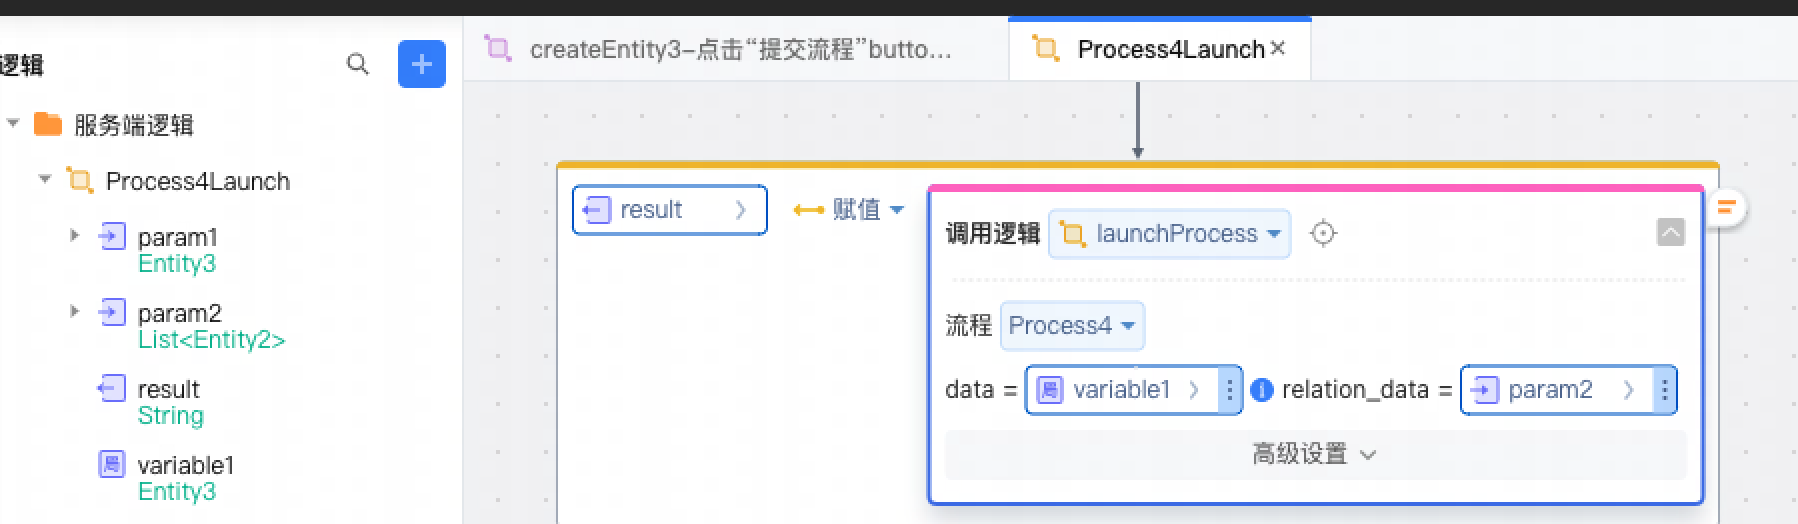 逻辑
服务端逻辑
Process4Launch
param1
Entity3
param2
List<Entity2>
result
String
局 variable1
Entity3
createEntity3-点击“提交流程”butto...
Process4Launch
result
赋值
调用逻辑 launchProcess
流程 Process4
data = 局 variable1 relation_data = param2
高级设置